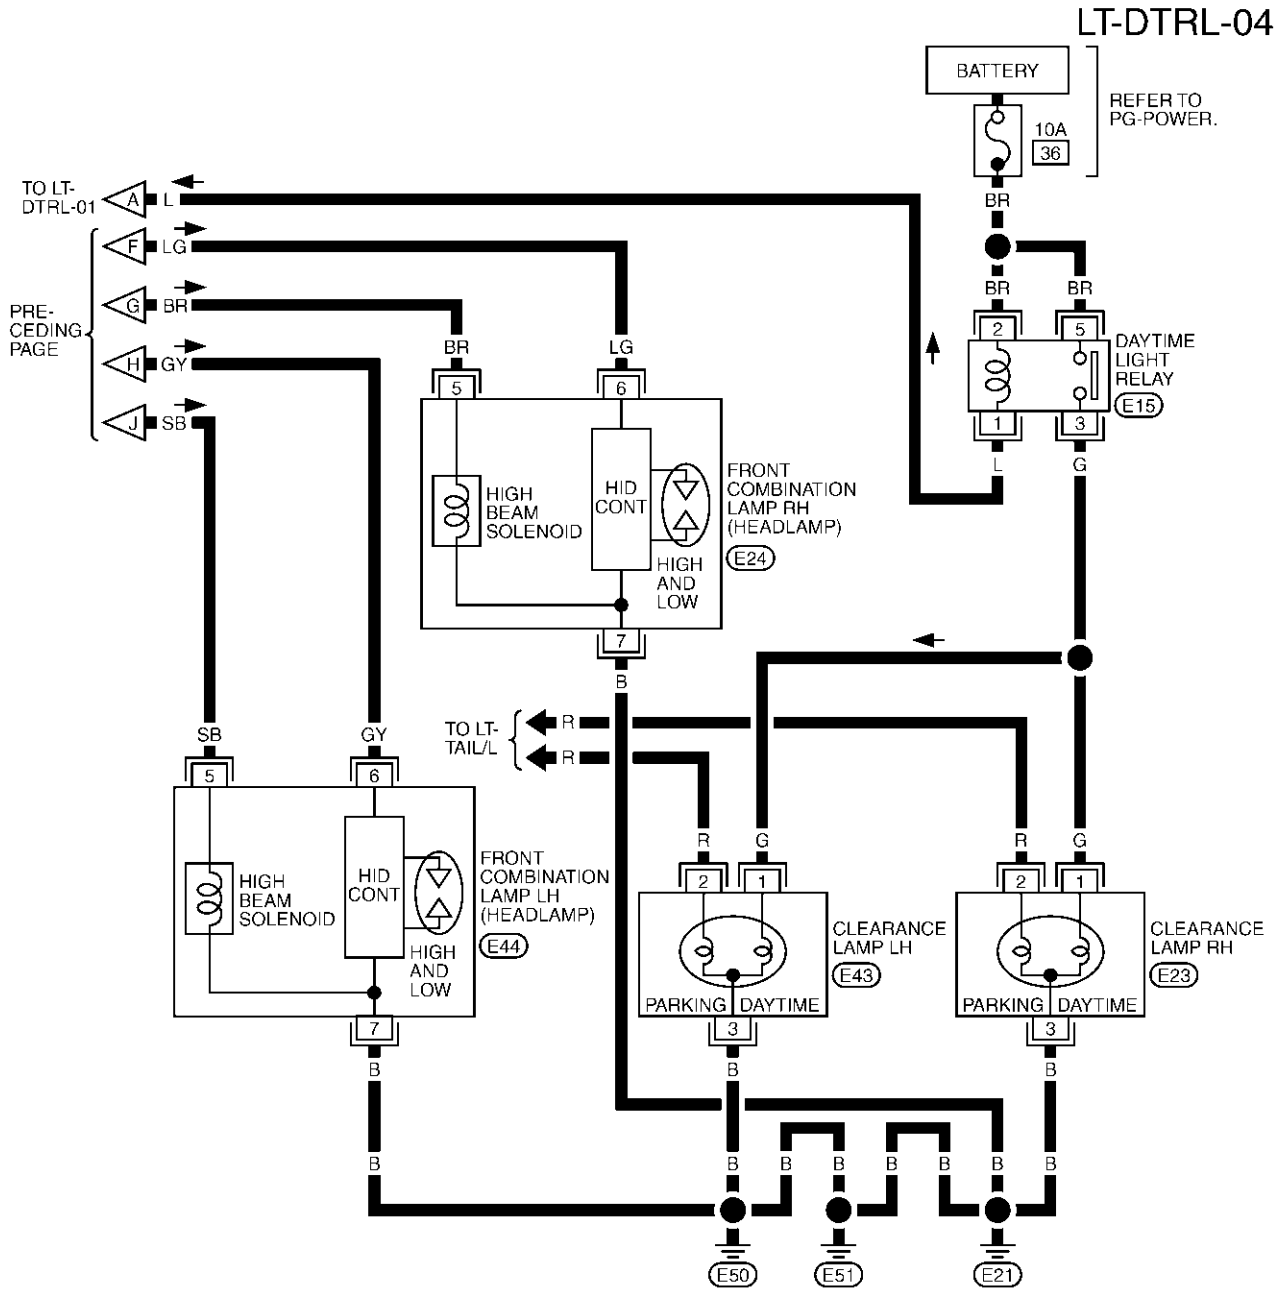 LT-DTRL-04
BATTERY
REFER TO
PG-POWER.
10A
36
BR
TO LT-
DTRL-01
A L
F LG
G BR
H GY
J SB
PRE-
CEDING
PAGE
BR BR
2 5
DAYTIME
LIGHT
RELAY
E15
1 3
L G
BR LG
5 6
HIGH
BEAM
SOLENOID
HID
CONT
HIGH
AND
LOW
FRONT
COMBINATION
LAMP RH
(HEADLAMP)
E24
7
B
TO LT-
TAIL/L
R
R
SB GY
5 6
HIGH
BEAM
SOLENOID
HID
CONT
HIGH
AND
LOW
FRONT
COMBINATION
LAMP LH
(HEADLAMP)
E44
7
B
R G
2 1
CLEARANCE
LAMP LH
E43
PARKING DAYTIME
3
B
R G
2 1
CLEARANCE
LAMP RH
E23
PARKING DAYTIME
3
B
B B B B B B B B
E50 E51 E21